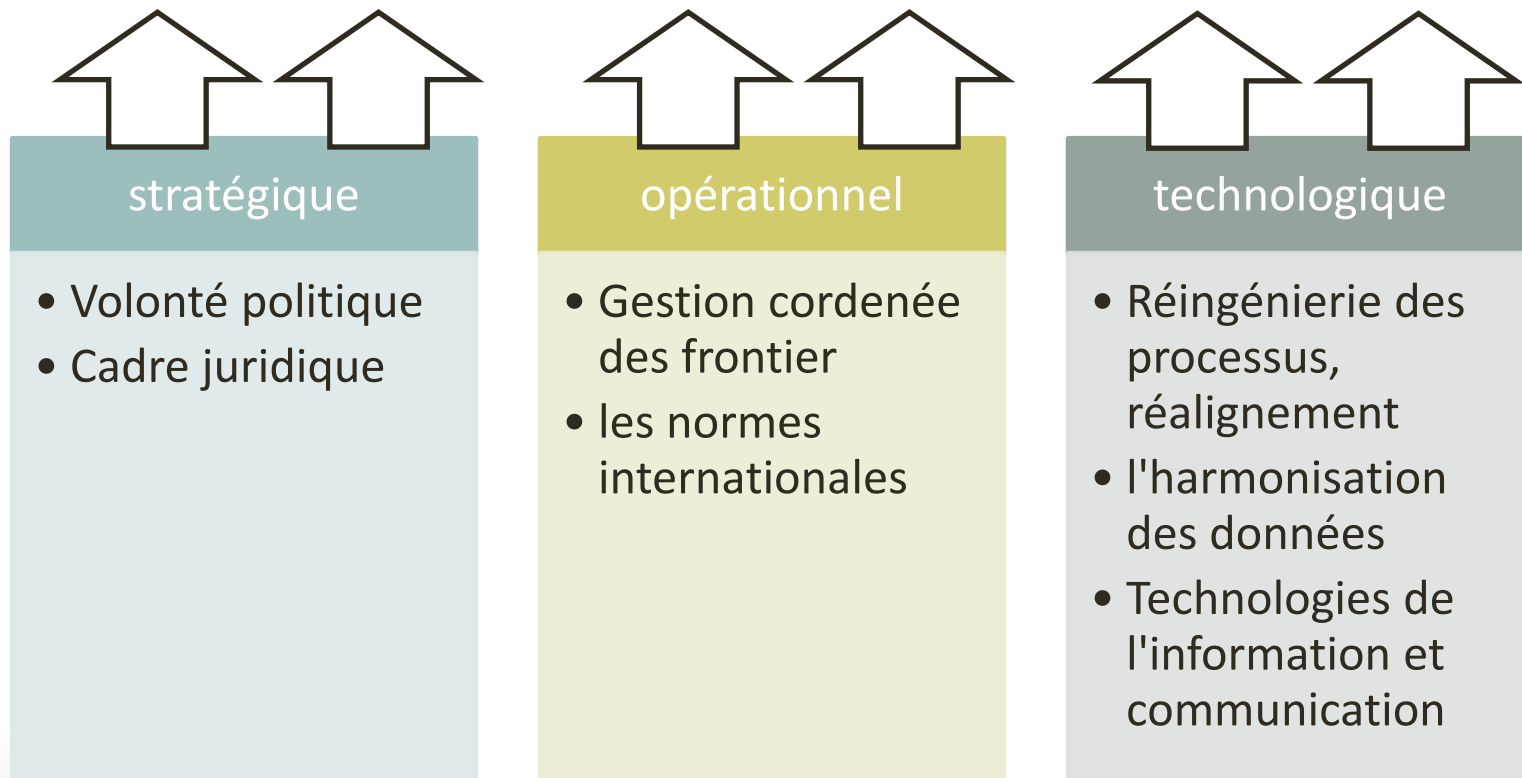 stratégique
• Volonté politique
• Cadre juridique
opérationnel
• Gestion cordenée
des frontier
• les normes
internationales
technologique
• Réingénierie des
processus,
réalignement
• l'harmonisation
des données
• Technologies de
l'information et
communication